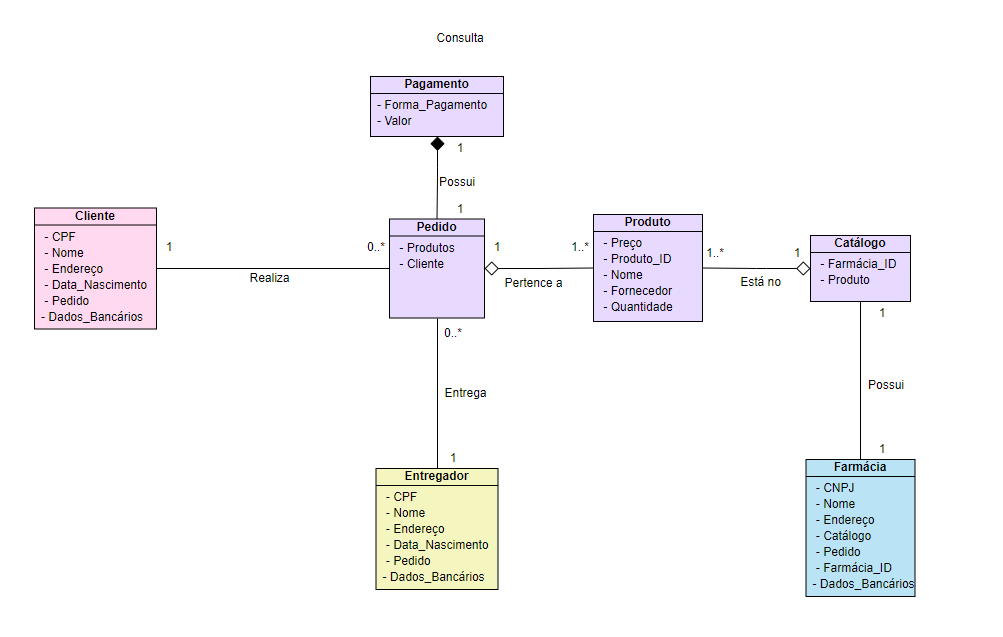 Consulta
Pagamento
- Forma_Pagamento
- Valor
1
Possui
1
Cliente
- CPF
- Nome
- Endereço
- Data_Nascimento
- Pedido
- Dados_Bancários
1
Realiza
0..*
Pedido
- Produtos
- Cliente
1
Pertence a
1..*
Produto
- Preço
- Produto_ID
- Nome
- Fornecedor
- Quantidade
1..*
Está no
1
Catálogo
- Farmácia_ID
- Produto
1
Possui
1
0..*
Entrega
1
Entregador
- CPF
- Nome
- Endereço
- Data_Nascimento
- Pedido
- Dados_Bancários
Farmácia
- CNPJ
- Nome
- Endereço
- Catálogo
- Pedido
- Farmácia_ID
- Dados_Bancários